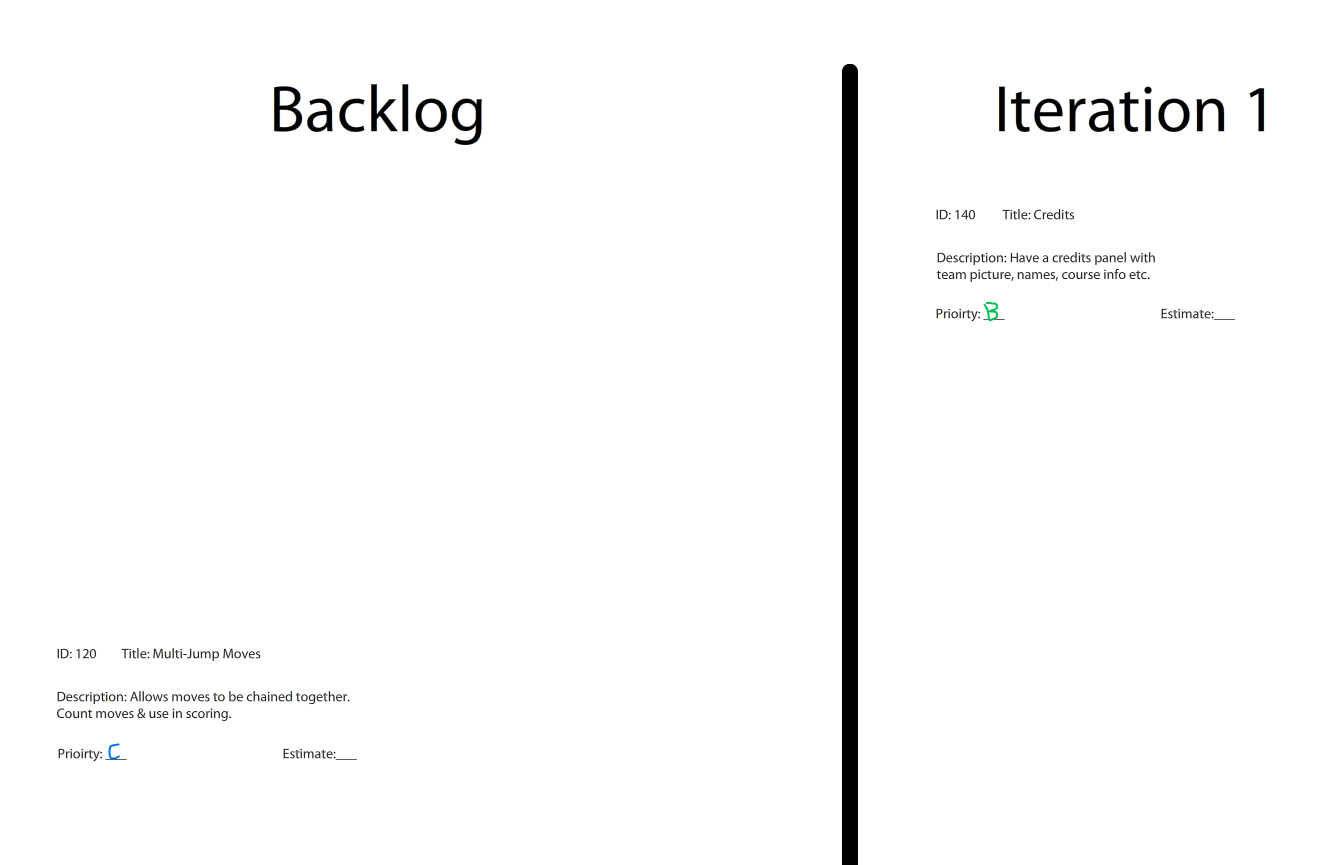 Backlog
ID: 120 Title: Multi-Jump Moves
Description: Allows moves to be chained together.
Count moves & use in scoring.
Prioirty: C Estimate:___
Iteration 1
ID: 140 Title: Credits
Description: Have a credits panel with
team picture, names, course info etc.
Prioirty: B Estimate:___